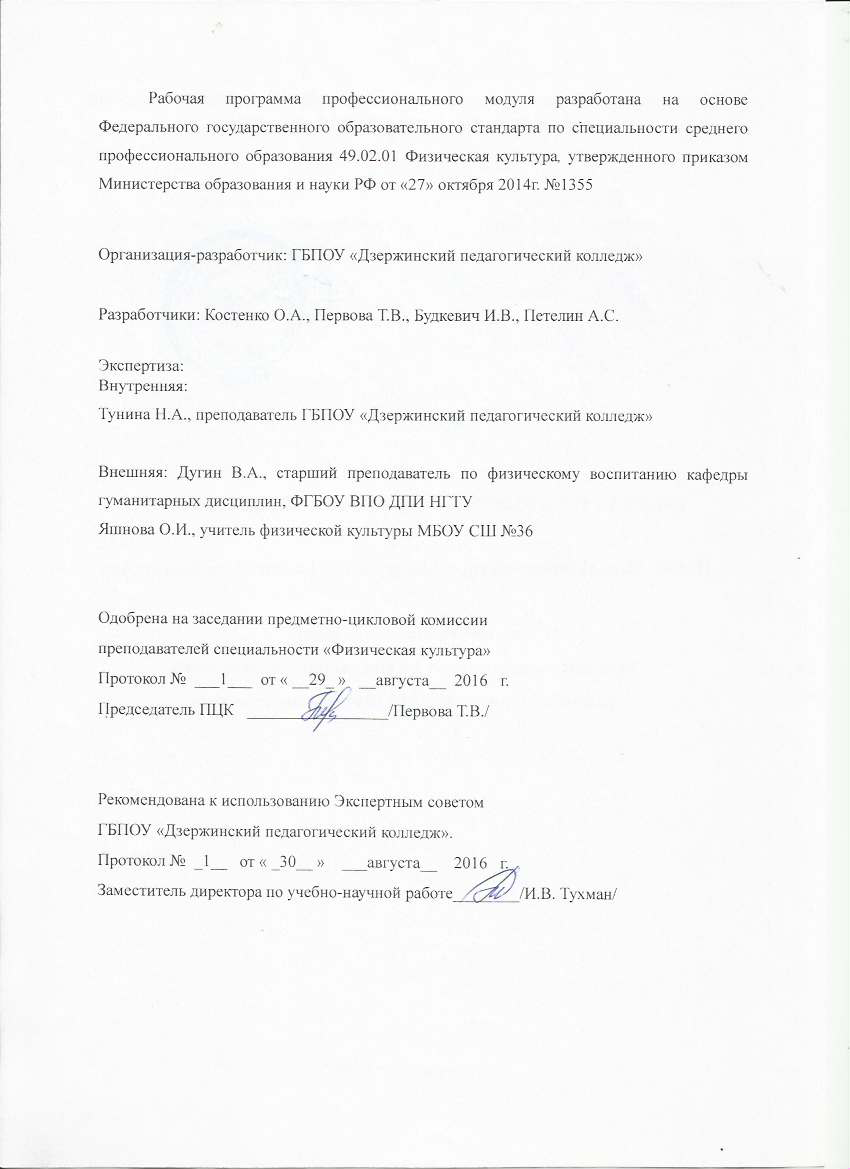 Рабочая программа профессионального модуля разработана на основе
Федерального государственного образовательного стандарта по специальности среднего
профессионального образования 49.02.01 Физическая культура, утвержденного приказом
Министерства образования и науки РФ от «27» октября 2014г. №1355
Организация-разработчик: ГБПОУ «Дзержинский педагогический колледж»
Разработчики: Костенко О.А., Первова Т.В., Будкевич И.В., Петелин А.С.
Экспертиза:
Внутренняя:
Тунина Н.А., преподаватель ГБПОУ «Дзержинский педагогический колледж»
Внешняя: Дугин В.А., старший преподаватель по физическому воспитанию кафедры
гуманитарных дисциплин, ФГБОУ ВПО ДПИ НГТУ
Яшнова О.И., учитель физической культуры МБОУ СШ №36
Одобрена на заседании предметно-цикловой комиссии
преподавателей специальности «Физическая культура»
Протокол № ___1___ от «__29_» __августа__ 2016 г.
Председатель ПЦК _________________/Первова Т.В./
Рекомендована к использованию Экспертным советом
ГБПОУ «Дзержинский педагогический колледж».
Протокол № _1__ от «_30__» ___августа__ 2016 г.
Заместитель директора по учебно-научной работе________/И.В. Тухман/